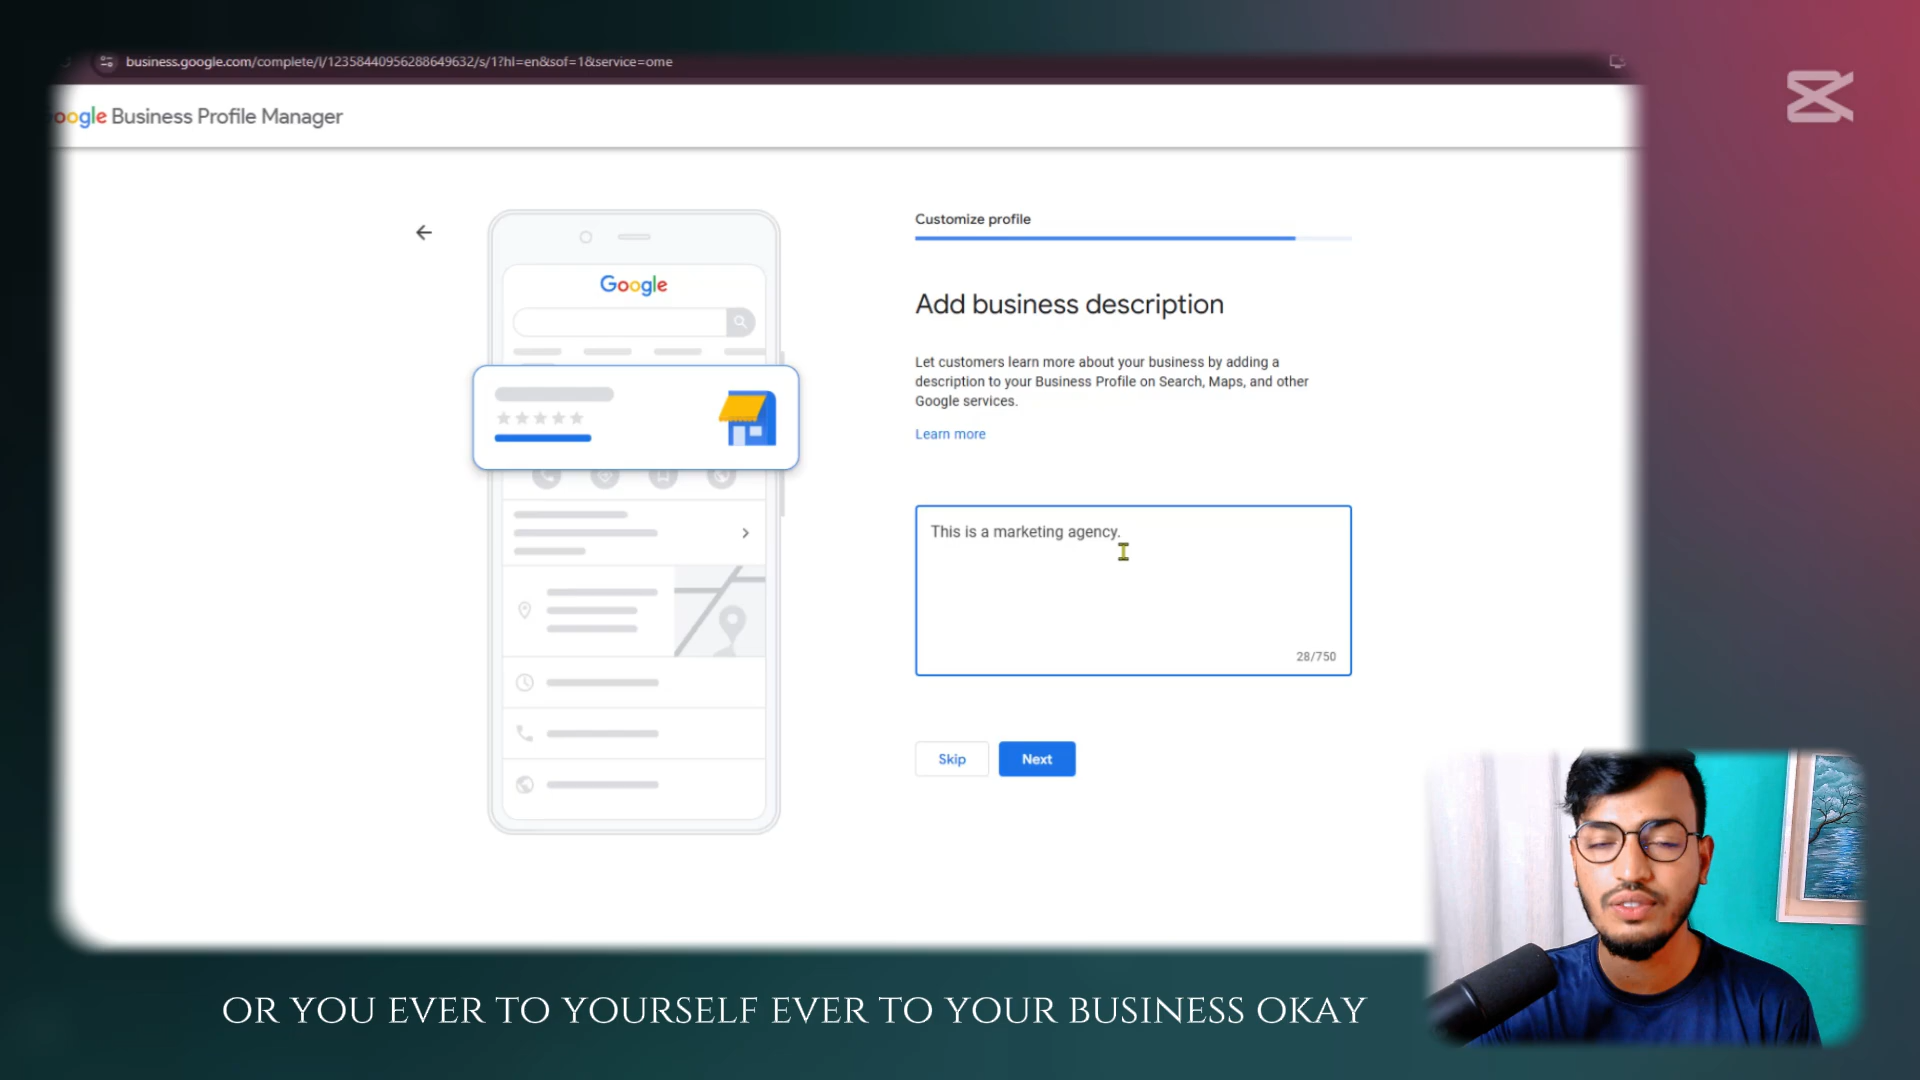 business.google.com/complete/l/12358440956288649632/s/1?hl=en&sof=1&service=ome
Google Business Profile Manager
Customize profile
Google
Add business description
Let customers learn more about your business by adding a
description to your Business Profile on Search, Maps, and other
Google services.
Learn more
This is a marketing agency.
28/750
Skip
Next
OR YOU EVER TO YOURSELF EVER TO YOUR BUSINESS OKAY